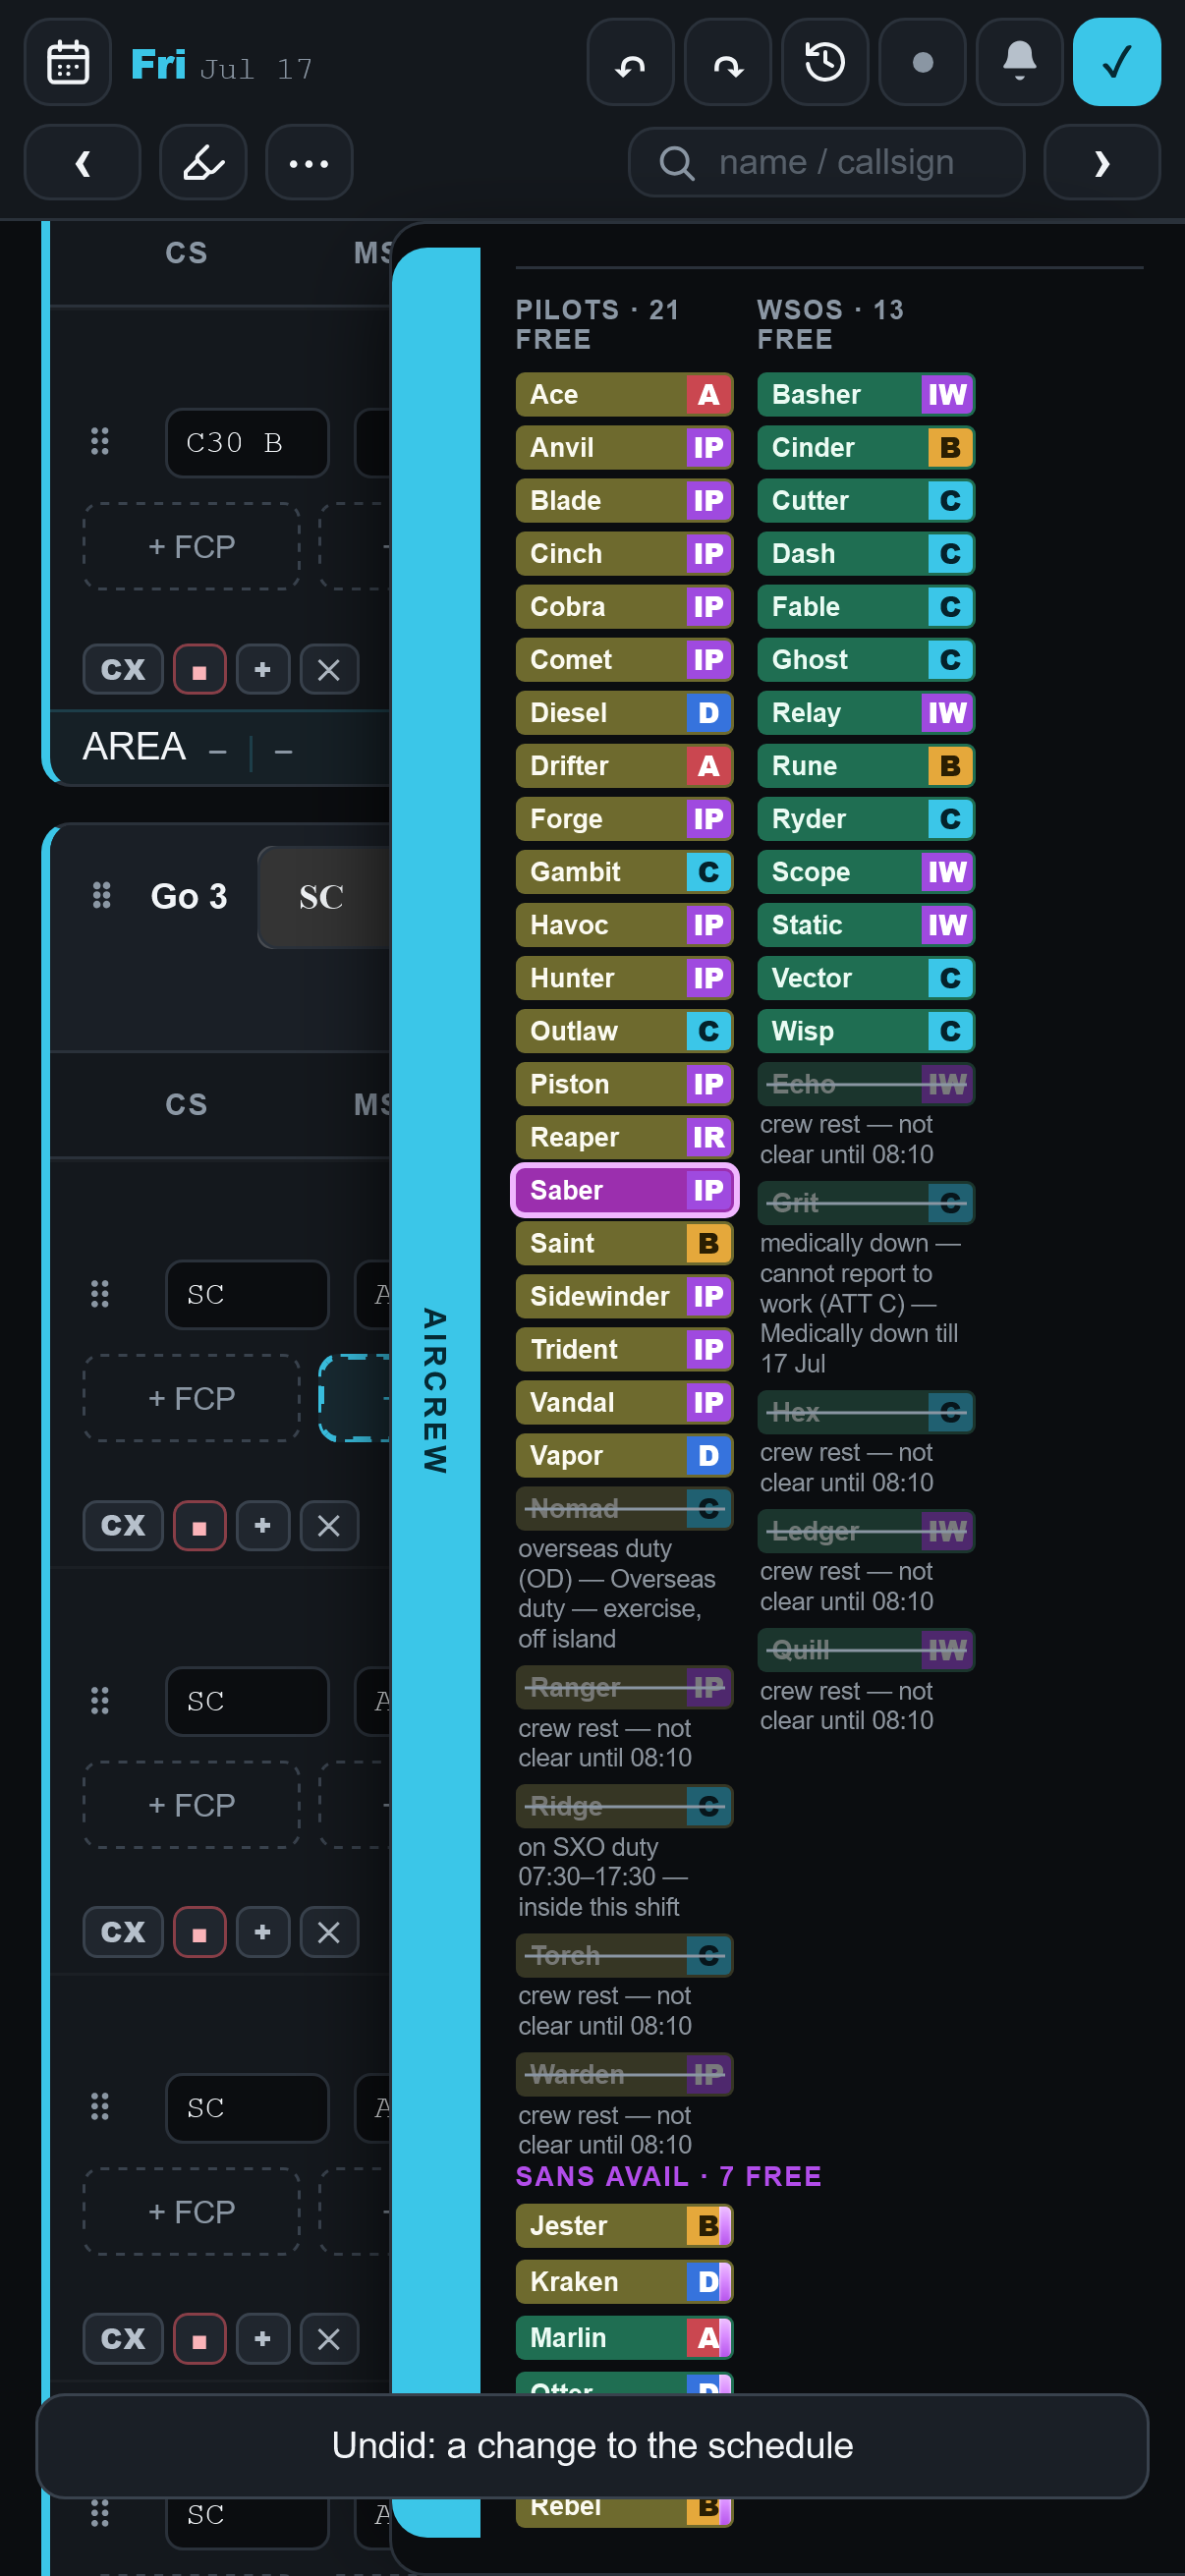 Fri Jul 17
name / callsign
CS MS
C30 B
+ FCP
CX
AREA – | –
Go 3 SC
CS MS
SC A
+ FCP
CX
SC A
+ FCP
CX
SC A
+ FCP
CX
SC A
AIRCREW
PILOTS · 21
FREE
Ace A
Anvil IP
Blade IP
Cinch IP
Cobra IP
Comet IP
Diesel D
Drifter A
Forge IP
Gambit C
Havoc IP
Hunter IP
Outlaw C
Piston IP
Reaper IR
Saber IP
Saint B
Sidewinder IP
Trident IP
Vandal IP
Vapor D
Nomad C
overseas duty
(OD) — Overseas
duty — exercise,
off island
Ranger IP
crew rest — not
clear until 08:10
Ridge C
on SXO duty
07:30–17:30 —
inside this shift
Torch C
crew rest — not
clear until 08:10
Warden IP
crew rest — not
clear until 08:10
WSOS · 13
FREE
Basher IW
Cinder B
Cutter C
Dash C
Fable C
Ghost C
Relay IW
Rune B
Ryder C
Scope IW
Static IW
Vector C
Wisp C
Echo IW
crew rest — not
clear until 08:10
Grit C
medically down —
cannot report to
work (ATT C) —
Medically down till
17 Jul
Hex C
crew rest — not
clear until 08:10
Ledger IW
crew rest — not
clear until 08:10
Quill IW
crew rest — not
clear until 08:10
SANS AVAIL · 7 FREE
Jester B
Kraken D
Marlin A
Otter D
Undid: a change to the schedule
Rebel B